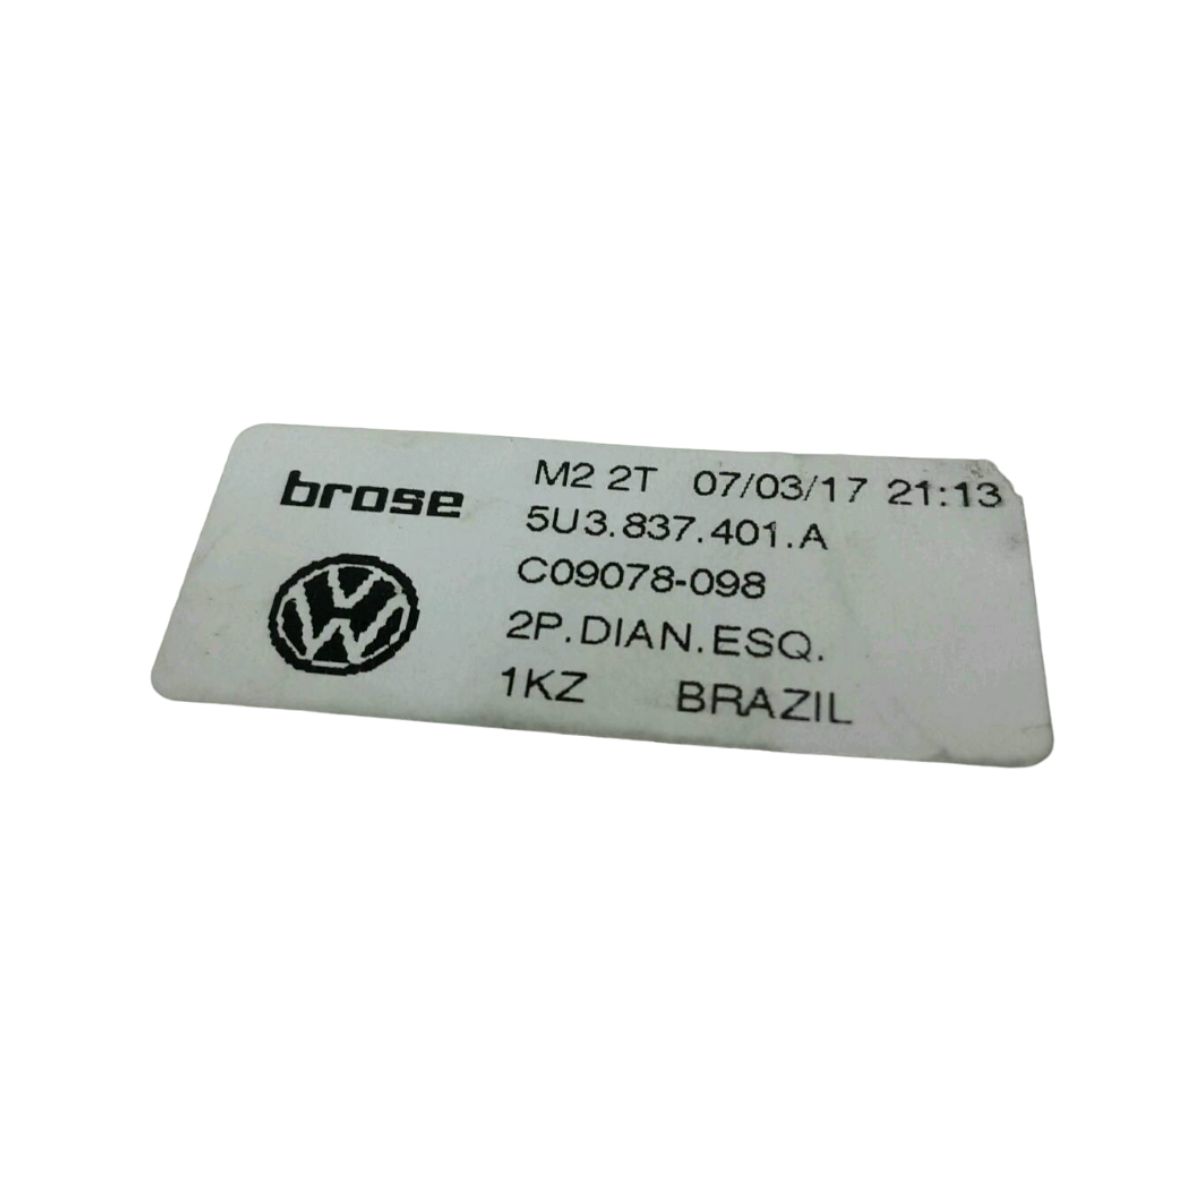 brose
M2 2T 07/03/17 21:13
5U3.837.401.A
C09078-098
2P.DIAN.ESQ.
1KZ BRAZIL